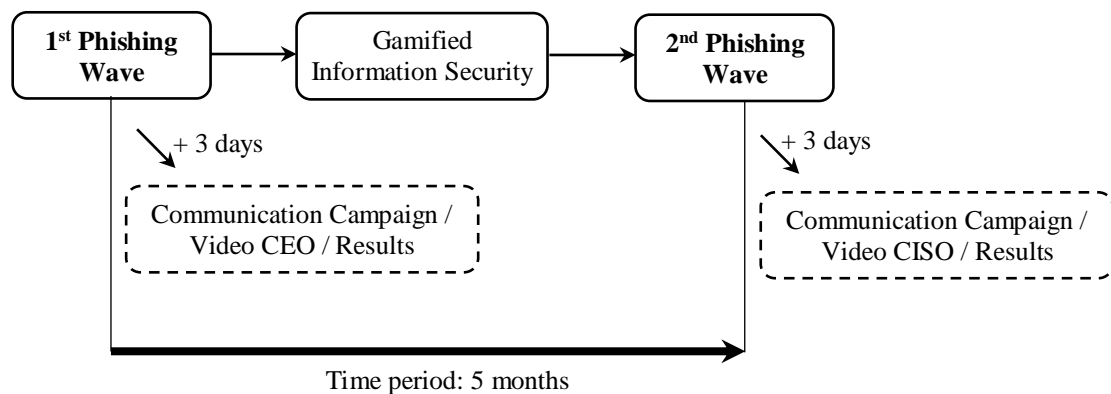 1st Phishing
Wave
Gamified
Information Security
2nd Phishing
Wave
+ 3 days
Communication Campaign /
Video CEO / Results
+ 3 days
Communication Campaign /
Video CISO / Results
Time period: 5 months